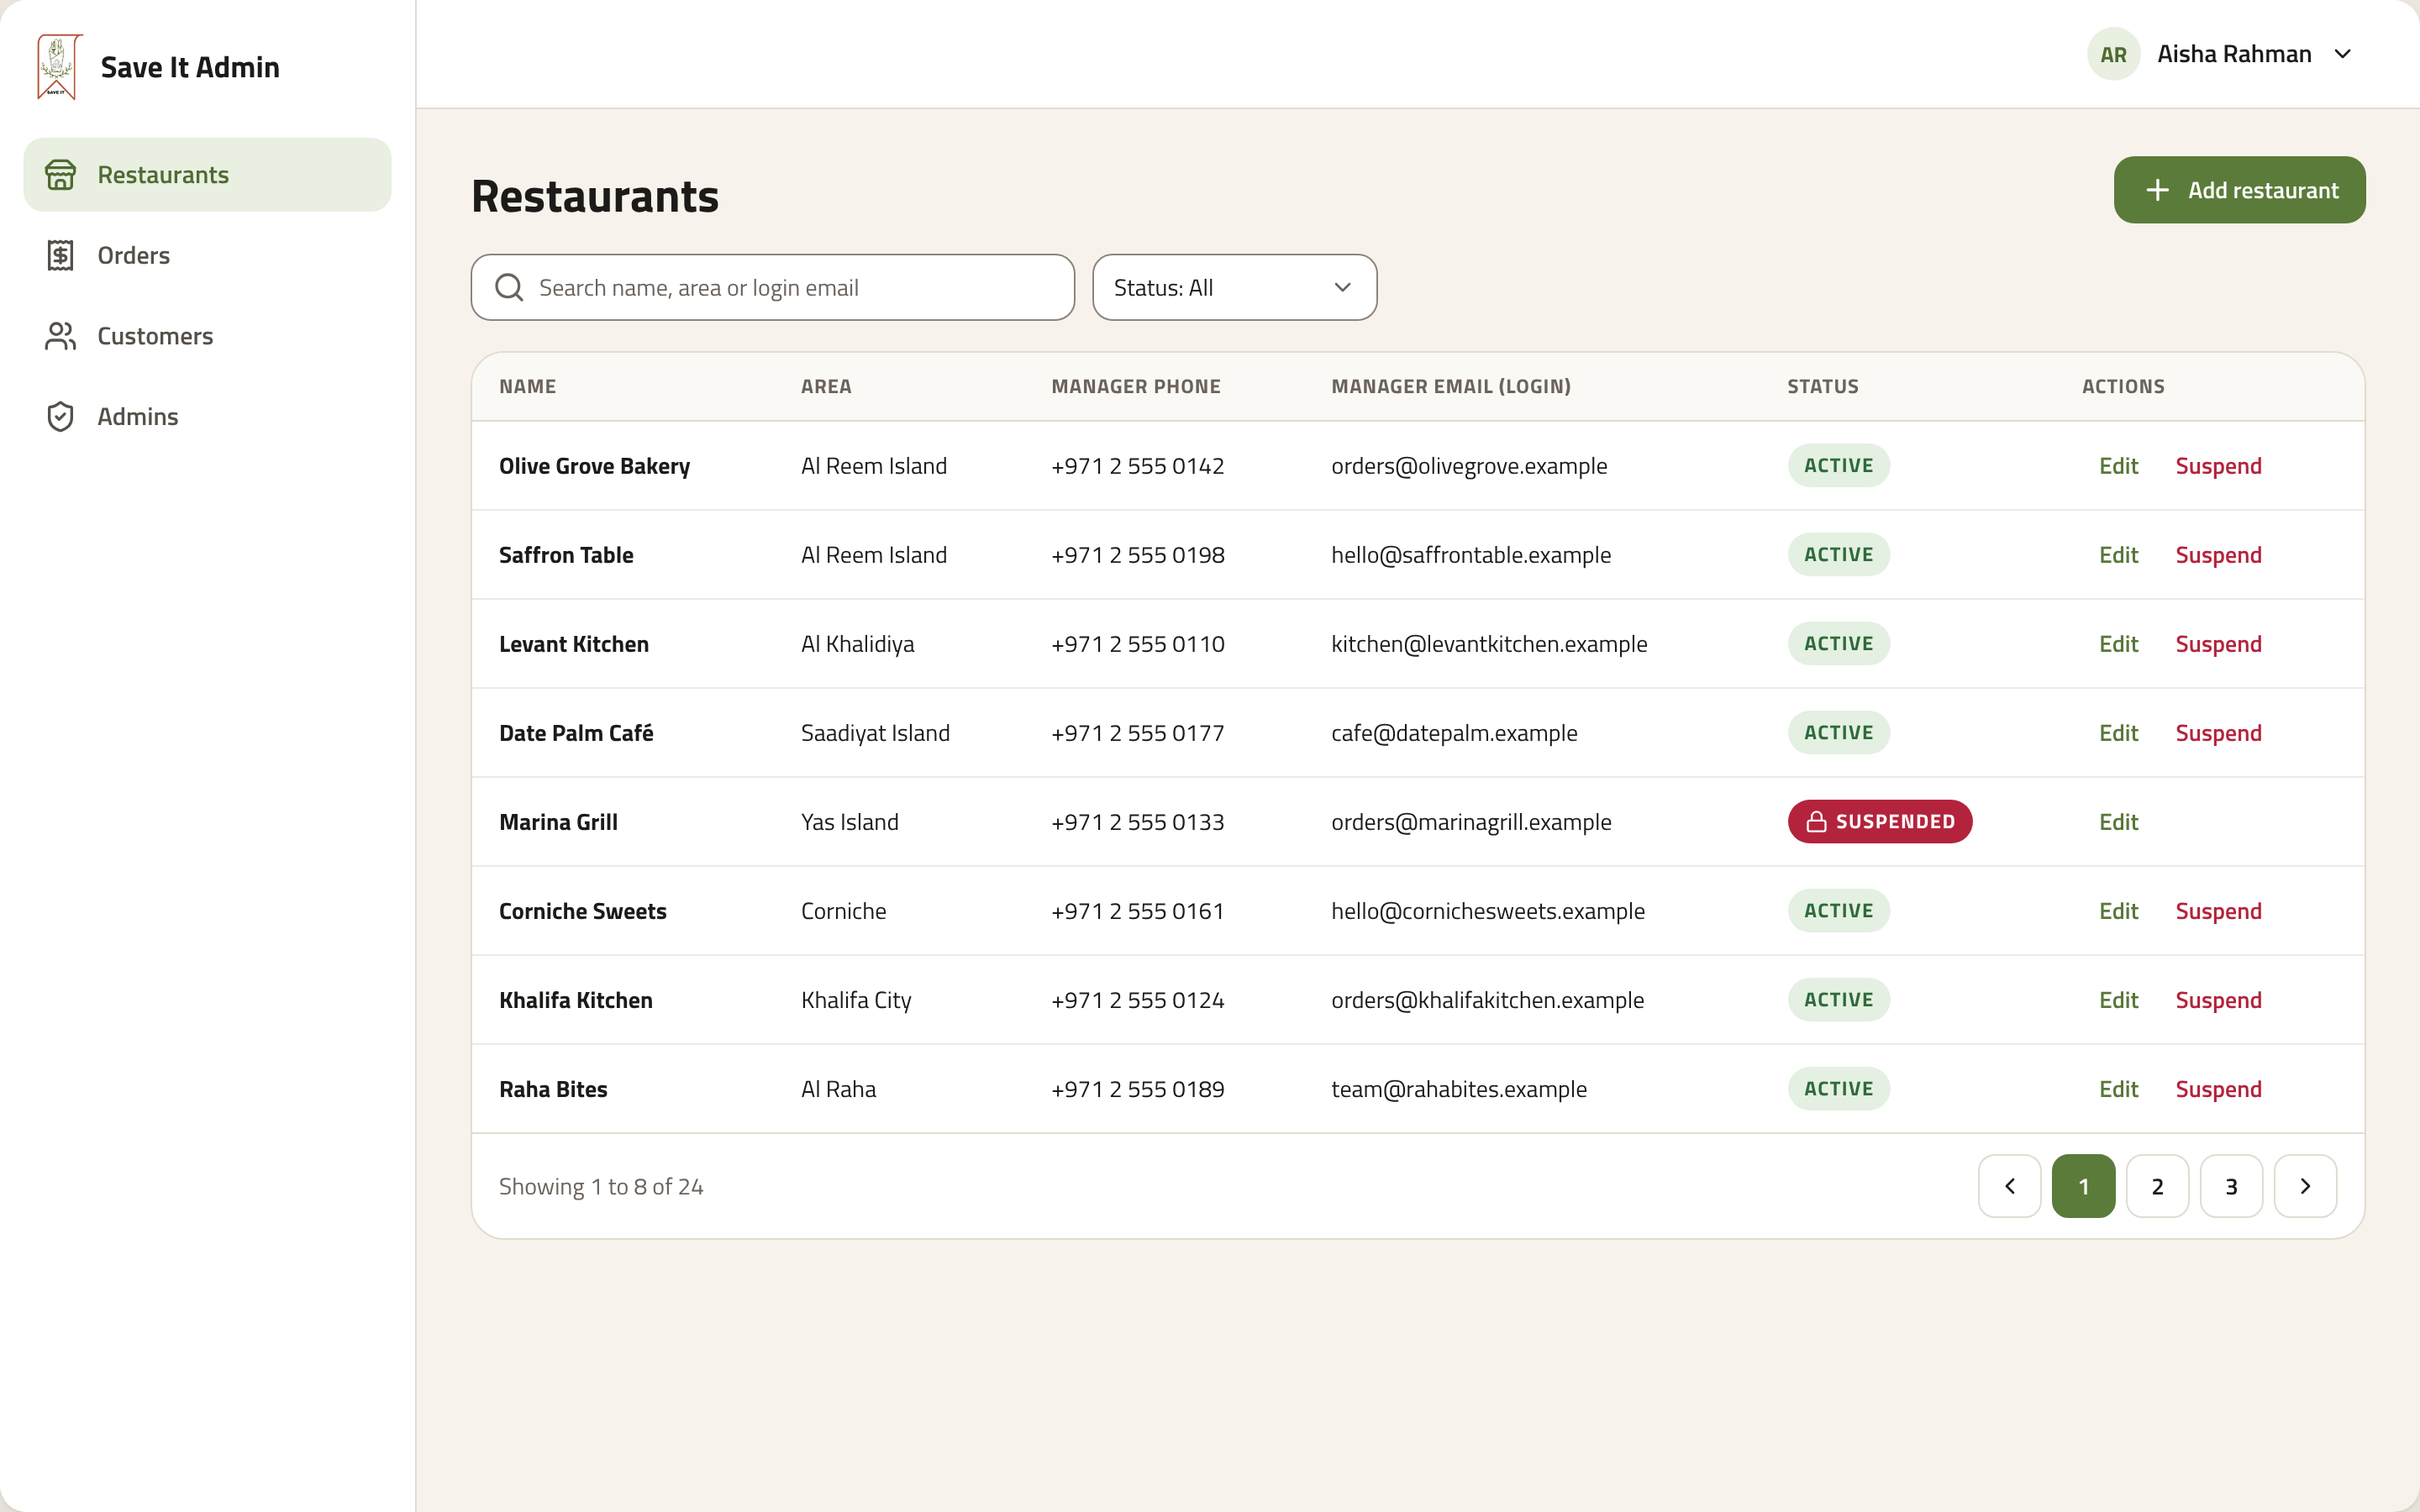 SAVE IT
Save It Admin
AR Aisha Rahman
Restaurants
Orders
Customers
Admins
Restaurants
Add restaurant
Search name, area or login email
Status: All
NAME AREA MANAGER PHONE MANAGER EMAIL (LOGIN) STATUS ACTIONS
Olive Grove Bakery Al Reem Island +971 2 555 0142 orders@olivegrove.example ACTIVE Edit Suspend
Saffron Table Al Reem Island +971 2 555 0198 hello@saffrontable.example ACTIVE Edit Suspend
Levant Kitchen Al Khalidiya +971 2 555 0110 kitchen@levantkitchen.example ACTIVE Edit Suspend
Date Palm Café Saadiyat Island +971 2 555 0177 cafe@datepalm.example ACTIVE Edit Suspend
Marina Grill Yas Island +971 2 555 0133 orders@marinagrill.example SUSPENDED Edit
Corniche Sweets Corniche +971 2 555 0161 hello@cornichesweets.example ACTIVE Edit Suspend
Khalifa Kitchen Khalifa City +971 2 555 0124 orders@khalifakitchen.example ACTIVE Edit Suspend
Raha Bites Al Raha +971 2 555 0189 team@rahabites.example ACTIVE Edit Suspend
Showing 1 to 8 of 24
1 2 3